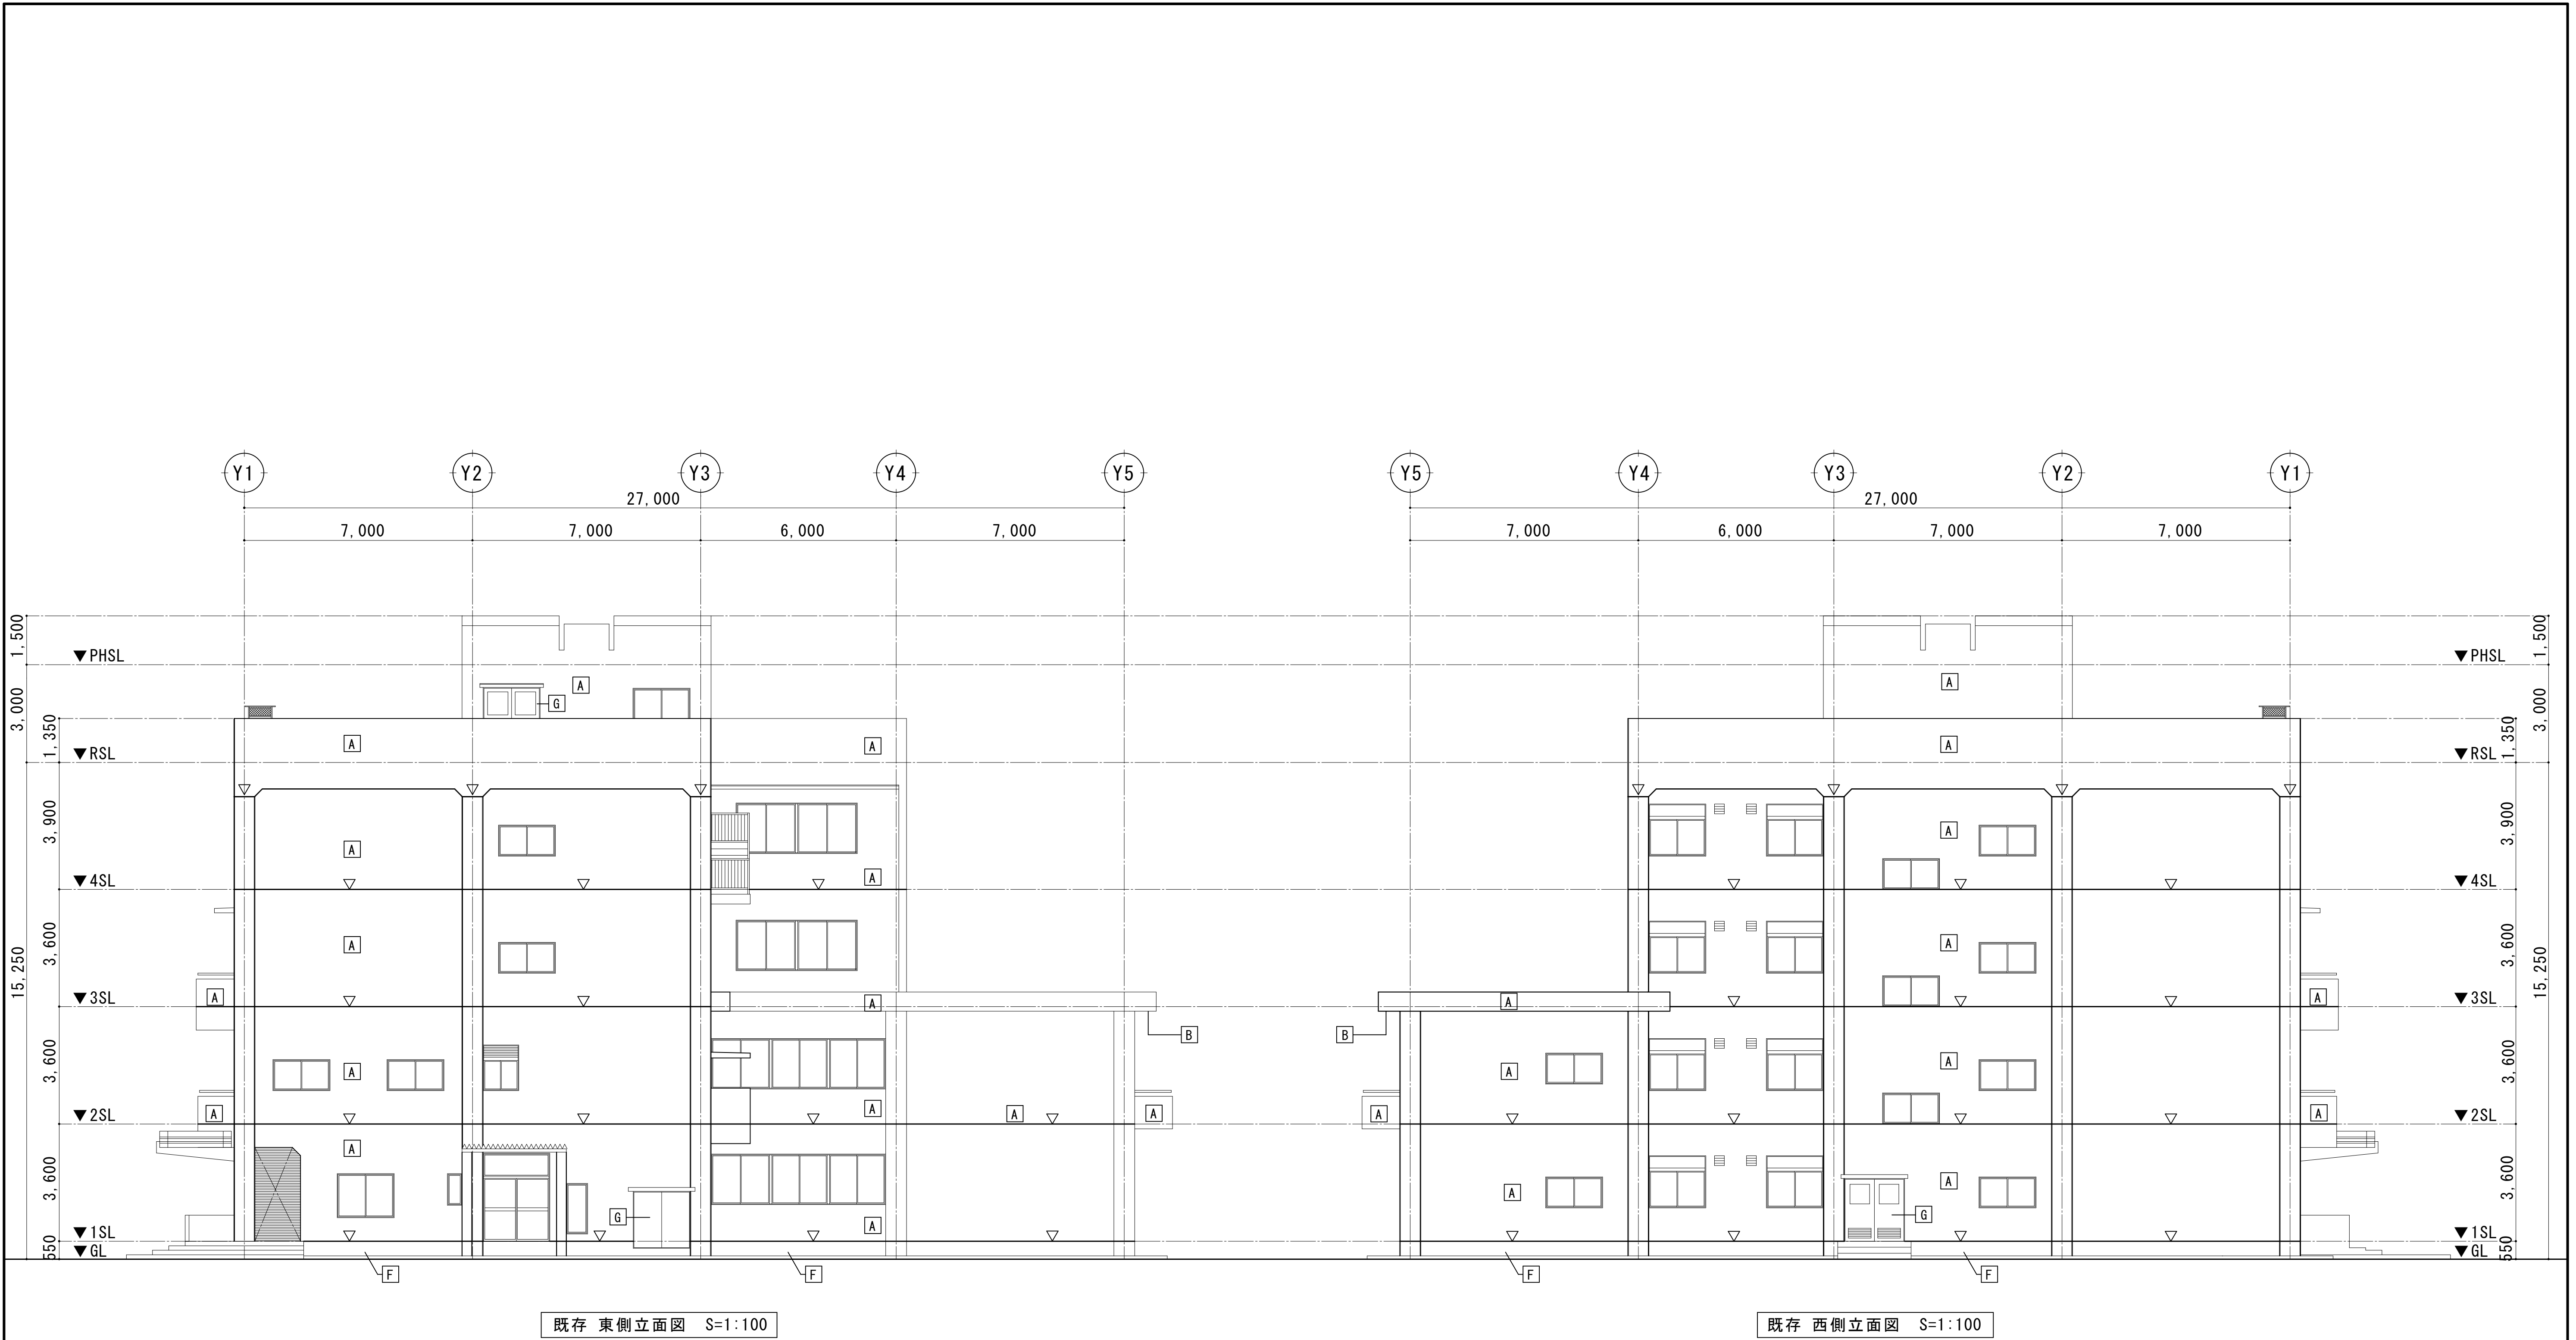 Y1 Y2 Y3 Y4 Y5 Y5 Y4 Y3 Y2 Y1
27,000 27,000
7,000 7,000 6,000 7,000 7,000 6,000 7,000 7,000
1,500 1,500
▼PHSL ▼PHSL
A A
3,000 G 3,000
1,350 1,350
A A A
▼RSL ▼RSL
3,900 3,900
A A
A
▼4SL ▼4SL
3,600 A A 3,600
15,250 15,250
▼3SL A A A A ▼3SL
B B
3,600 A A A 3,600
▼2SL A A A A A A ▼2SL
A
3,600 A A 3,600
G G
A
▼1SL ▼1SL
550 550
▼GL ▼GL
F F F F
既存 東側立面図 S=1:100
既存 西側立面図 S=1:100